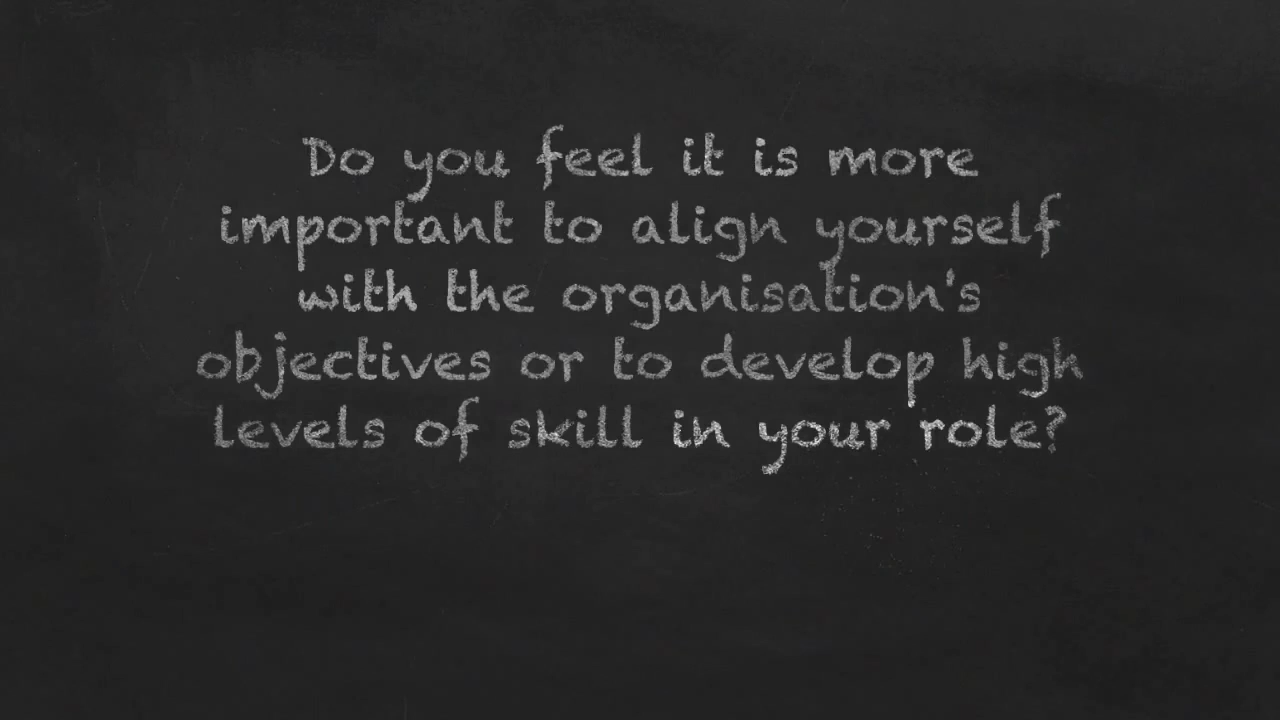 Do you feel it is more
important to align yourself
with the organisation's
objectives or to develop high
levels of skill in your role?